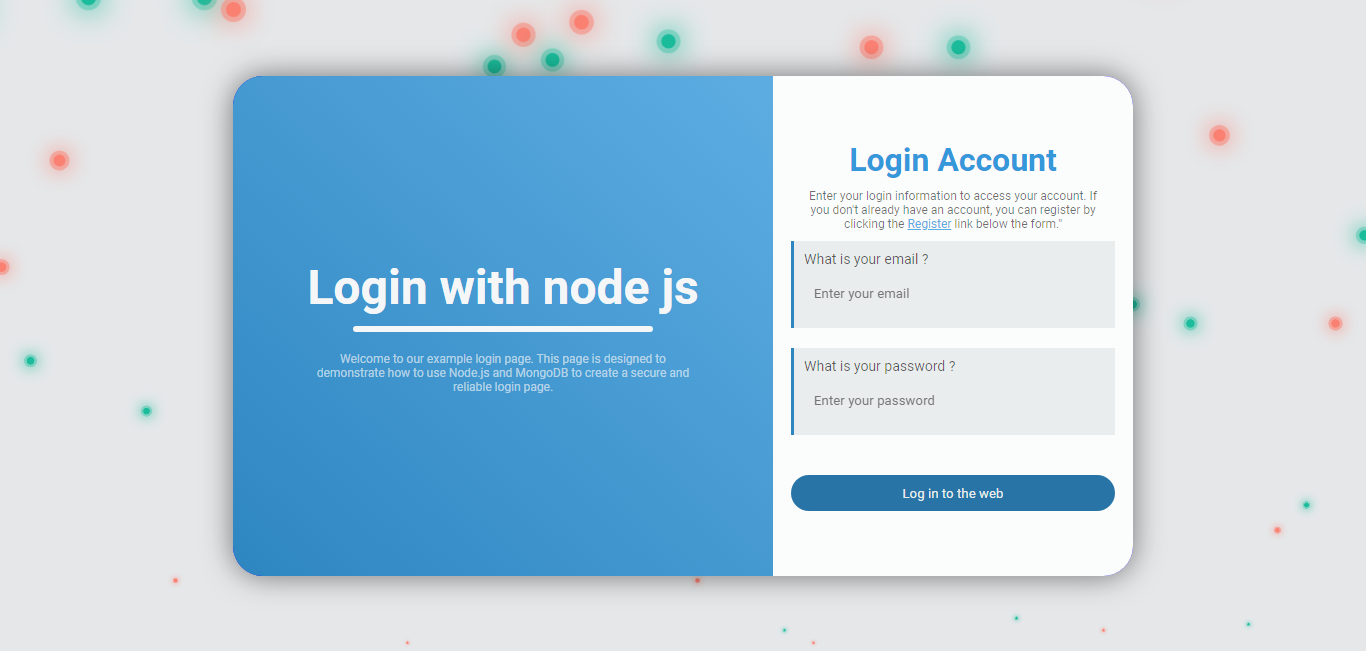 Login with node js
Welcome to our example login page. This page is designed to
demonstrate how to use Node.js and MongoDB to create a secure and
reliable login page.
Login Account
Enter your login information to access your account. If
you don't already have an account, you can register by
clicking the Register link below the form."
What is your email ?
Enter your email
What is your password ?
Enter your password
Log in to the web